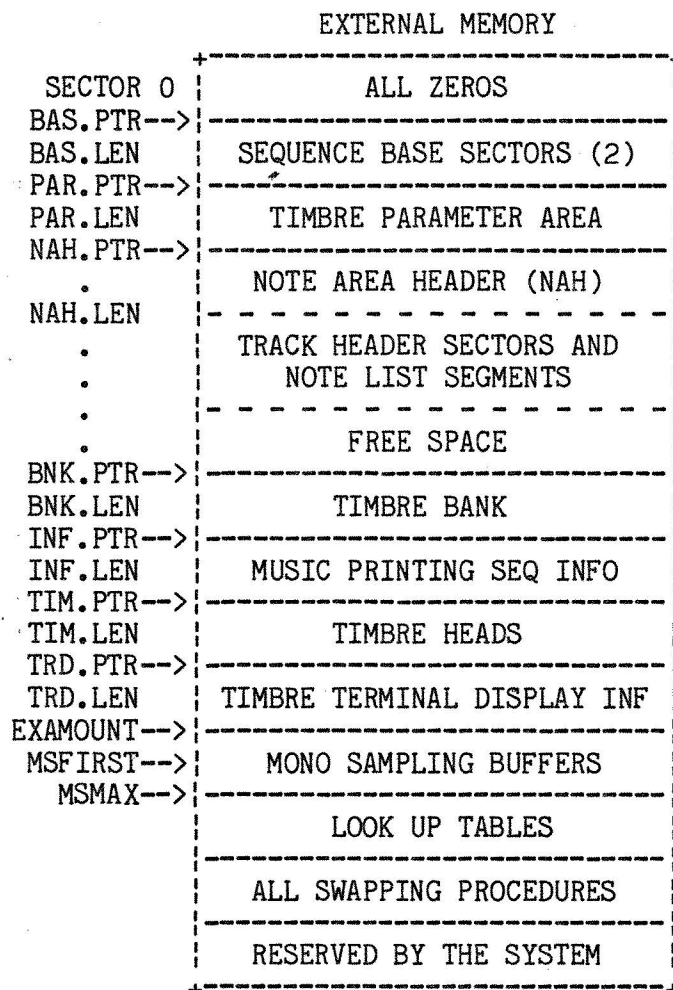 EXTERNAL MEMORY
+-----------------------------
SECTOR 0 ¦ ALL ZEROS ¦
BAS.PTR-->¦-----------------------------¦
BAS.LEN ¦ SEQUENCE BASE SECTORS (2) ¦
PAR.PTR-->¦-----------------------------¦
PAR.LEN ¦ TIMBRE PARAMETER AREA ¦
NAH.PTR-->¦-----------------------------¦
. ¦ NOTE AREA HEADER (NAH) ¦
NAH.LEN ¦- - - - - - - - - - - - - - -¦
. ¦ TRACK HEADER SECTORS AND ¦
. ¦ NOTE LIST SEGMENTS ¦
. ¦- - - - - - - - - - - - - - -¦
. ¦ FREE SPACE ¦
BNK.PTR-->¦-----------------------------¦
BNK.LEN ¦ TIMBRE BANK ¦
INF.PTR-->¦-----------------------------¦
INF.LEN ¦ MUSIC PRINTING SEQ INFO ¦
TIM.PTR-->¦-----------------------------¦
TIM.LEN ¦ TIMBRE HEADS ¦
TRD.PTR-->¦-----------------------------¦
TRD.LEN ¦ TIMBRE TERMINAL DISPLAY INF ¦
EXAMOUNT-->¦-----------------------------¦
MSFIRST-->¦ MONO SAMPLING BUFFERS ¦
MSMAX-->¦-----------------------------¦
¦ LOOK UP TABLES ¦
¦-----------------------------¦
¦ ALL SWAPPING PROCEDURES ¦
¦-----------------------------¦
¦ RESERVED BY THE SYSTEM ¦
+-----------------------------+